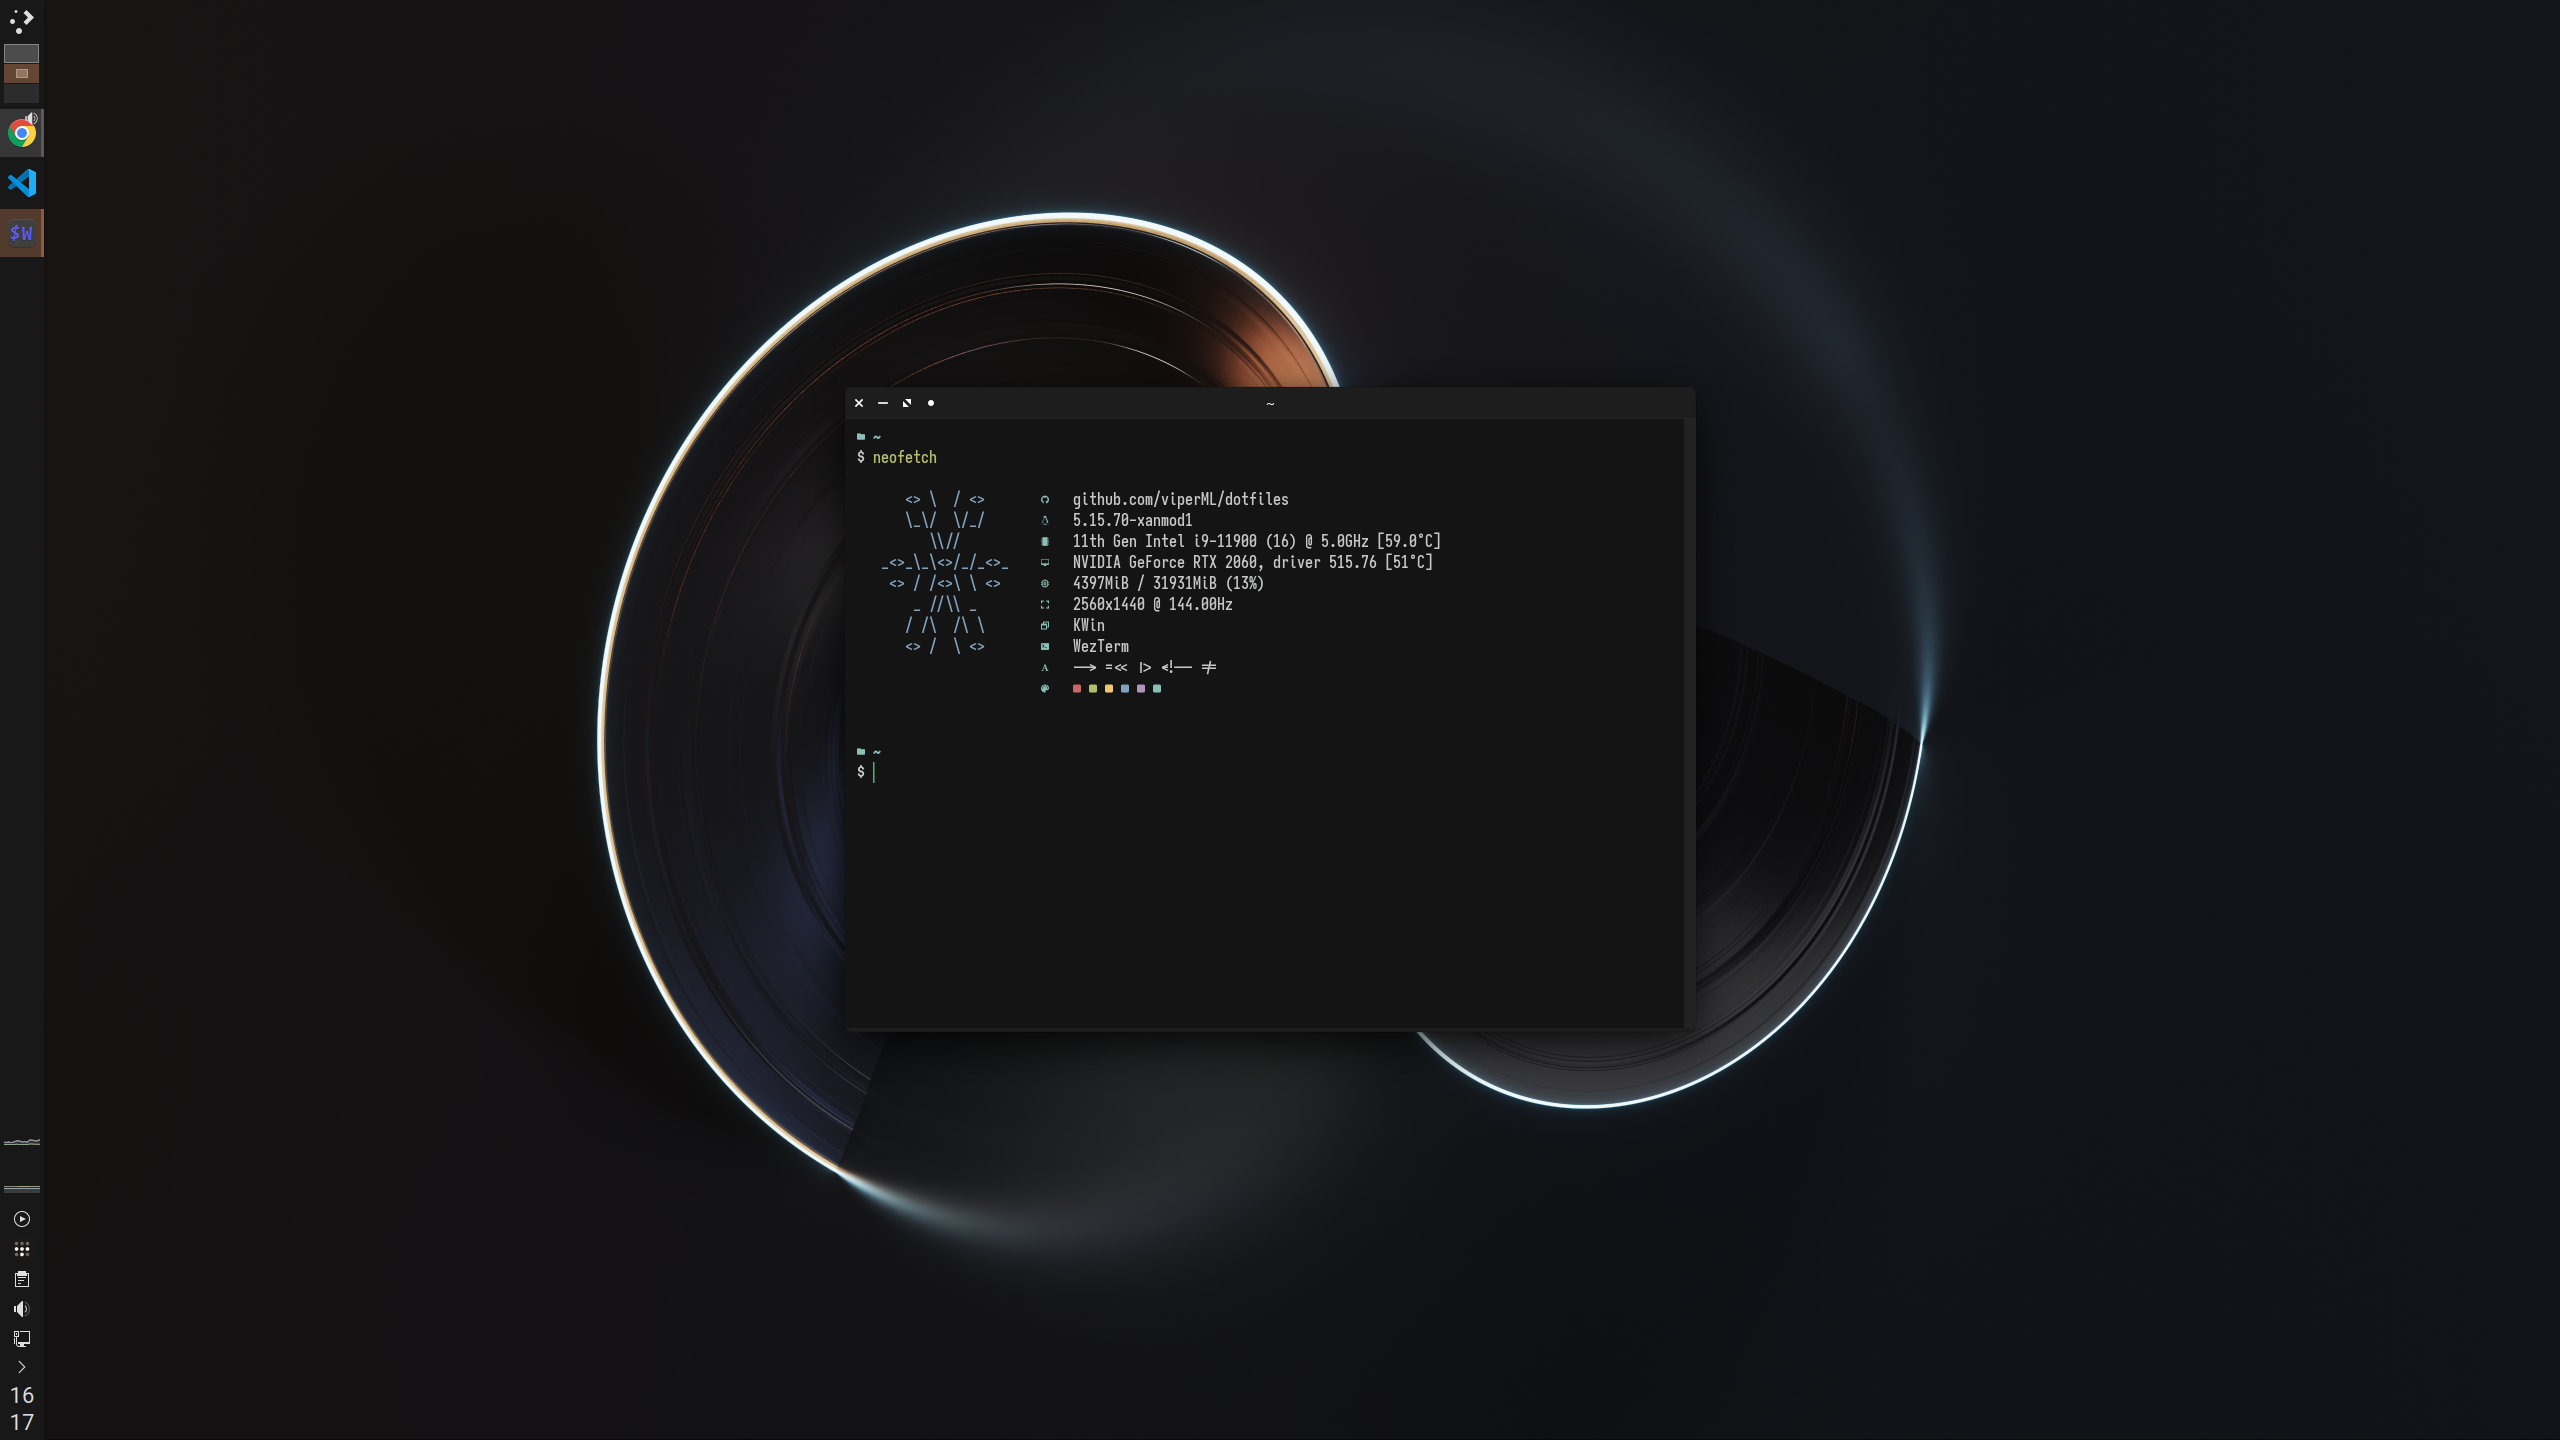 $W
~
~
$ neofetch
<> \  / <>
\_\/  \/_/
\\//
_<>_\_\<>/_/_<>_
<> / /<>\ \ <>
_ //\\ _
/ /\  /\ \
<> /  \ <>
github.com/viperML/dotfiles
5.15.70-xanmod1
11th Gen Intel i9-11900 (16) @ 5.0GHz [59.0°C]
NVIDIA GeForce RTX 2060, driver 515.76 [51°C]
4397MiB / 31931MiB (13%)
2560x1440 @ 144.00Hz
KWin
WezTerm
--> =<< |> <!-- ≠
~
$
16
17